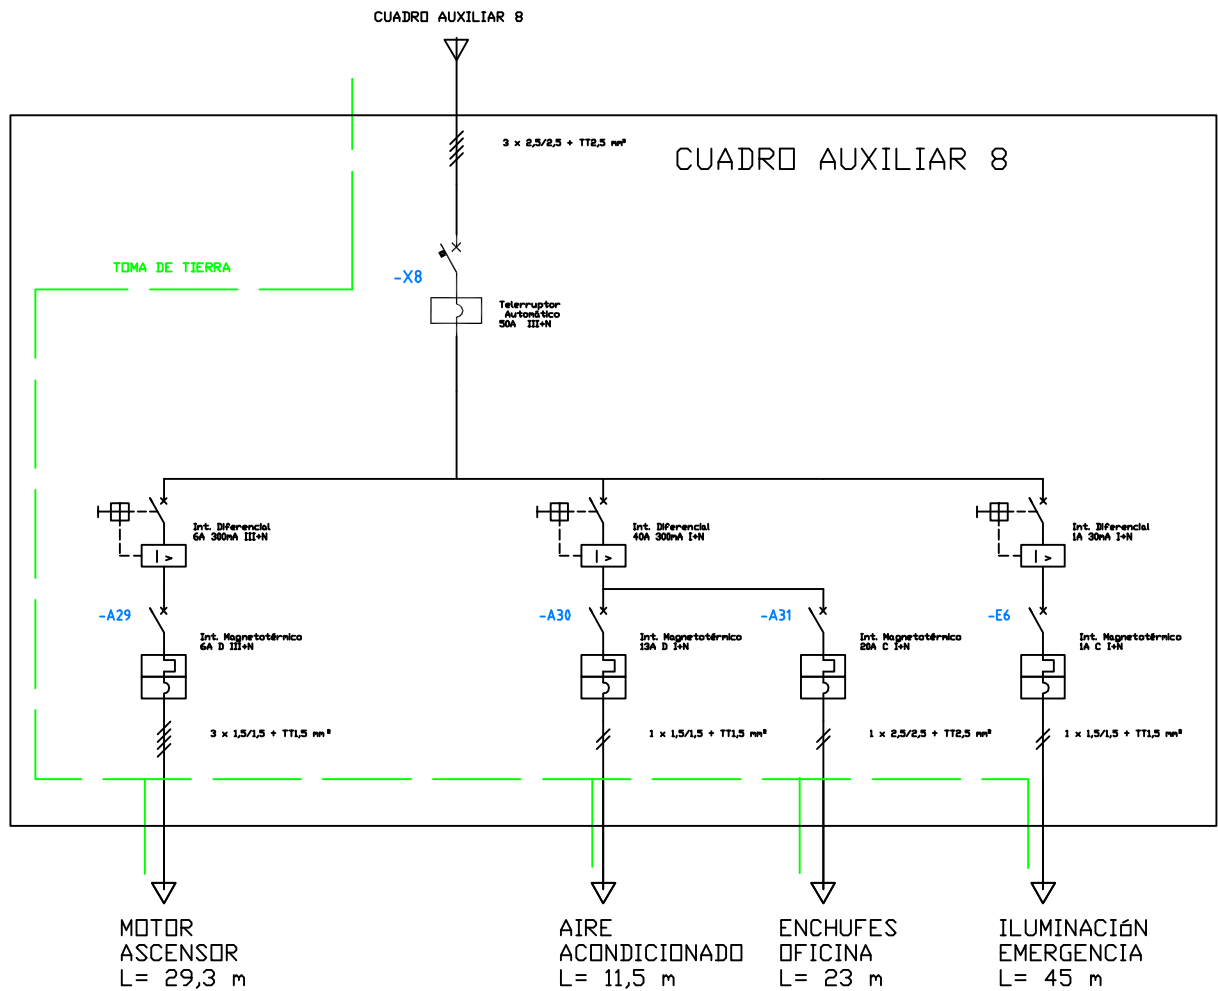 CUADRO AUXILIAR 8
3 x 2,5/2,5 + TT2,5 mm²
CUADRO AUXILIAR 8
TOMA DE TIERRA
-X8
Telerruptor
Automático
50A III+N
Int. Diferencial
6A 300mA III+N
Int. Diferencial
40A 300mA I+N
Int. Diferencial
1A 30mA I+N
-A29
-A30
-A31
-E6
Int. Magnetotérmico
6A D III+N
Int. Magnetotérmico
13A D I+N
Int. Magnetotérmico
20A C I+N
Int. Magnetotérmico
1A C I+N
3 x 1,5/1,5 + TT1,5 mm²
1 x 1,5/1,5 + TT1,5 mm²
1 x 2,5/2,5 + TT2,5 mm²
1 x 1,5/1,5 + TT1,5 mm²
MOTOR
ASCENSOR
L= 29,3 m
AIRE
ACONDICIONADO
L= 11,5 m
ENCHUFES
OFICINA
L= 23 m
ILUMINACIóN
EMERGENCIA
L= 45 m